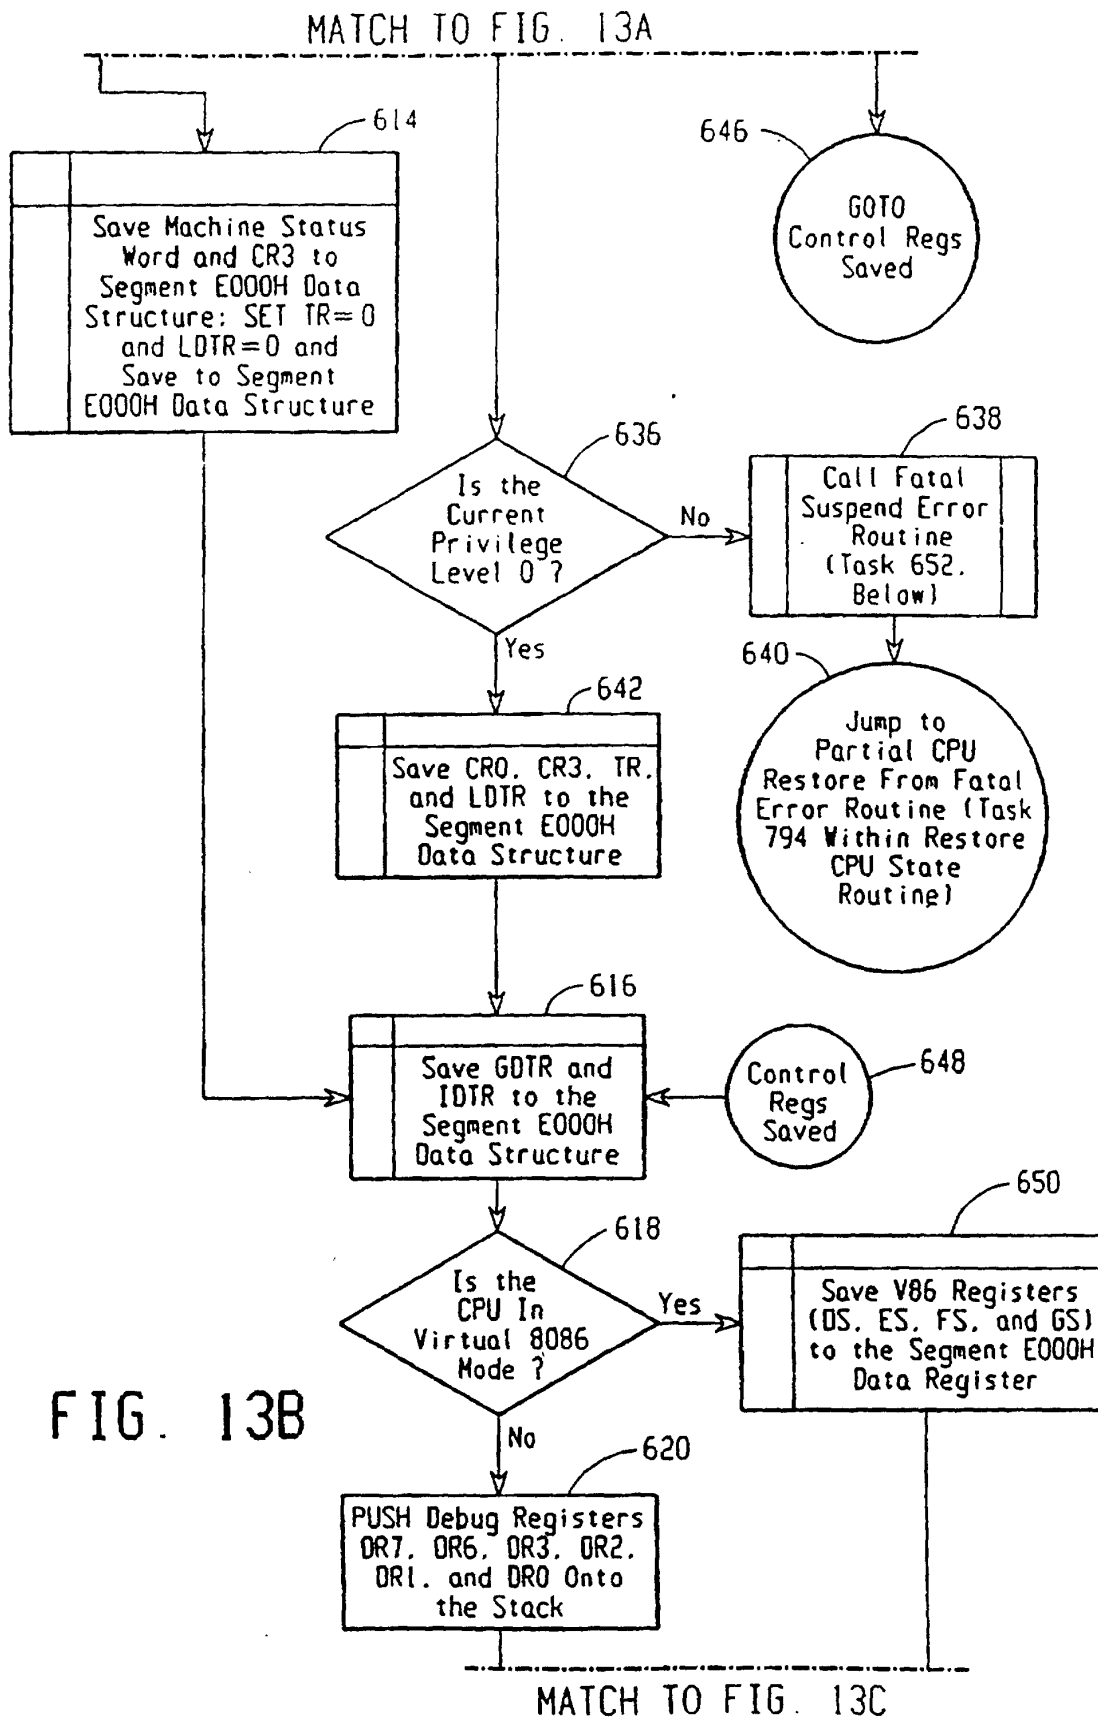 MATCH TO FIG. 13A
614
Save Machine Status
Word and CR3 to
Segment E000H Data
Structure: SET TR=0
and LDTR=0 and
Save to Segment
E000H Data Structure
646
GOTO
Control Regs
Saved
636
Is the
Current
Privilege
Level 0 ?
No
Yes
638
Call Fatal
Suspend Error
Routine
(Task 652.
Below)
640
Jump to
Partial CPU
Restore From Fatal
Error Routine (Task
794 Within Restore
CPU State
Routine)
642
Save CR0. CR3. TR.
and LDTR to the
Segment E000H
Data Structure
616
Save GDTR and
IDTR to the
Segment E000H
Data Structure
Control
Regs
Saved
648
618
Is the
CPU In
Virtual 8086
Mode ?
Yes
No
650
Save V86 Registers
(DS. ES. FS. and GS)
to the Segment E000H
Data Register
FIG. 13B
620
PUSH Debug Registers
DR7. DR6. DR3. DR2.
DR1. and DR0 Onto
the Stack
MATCH TO FIG. 13C